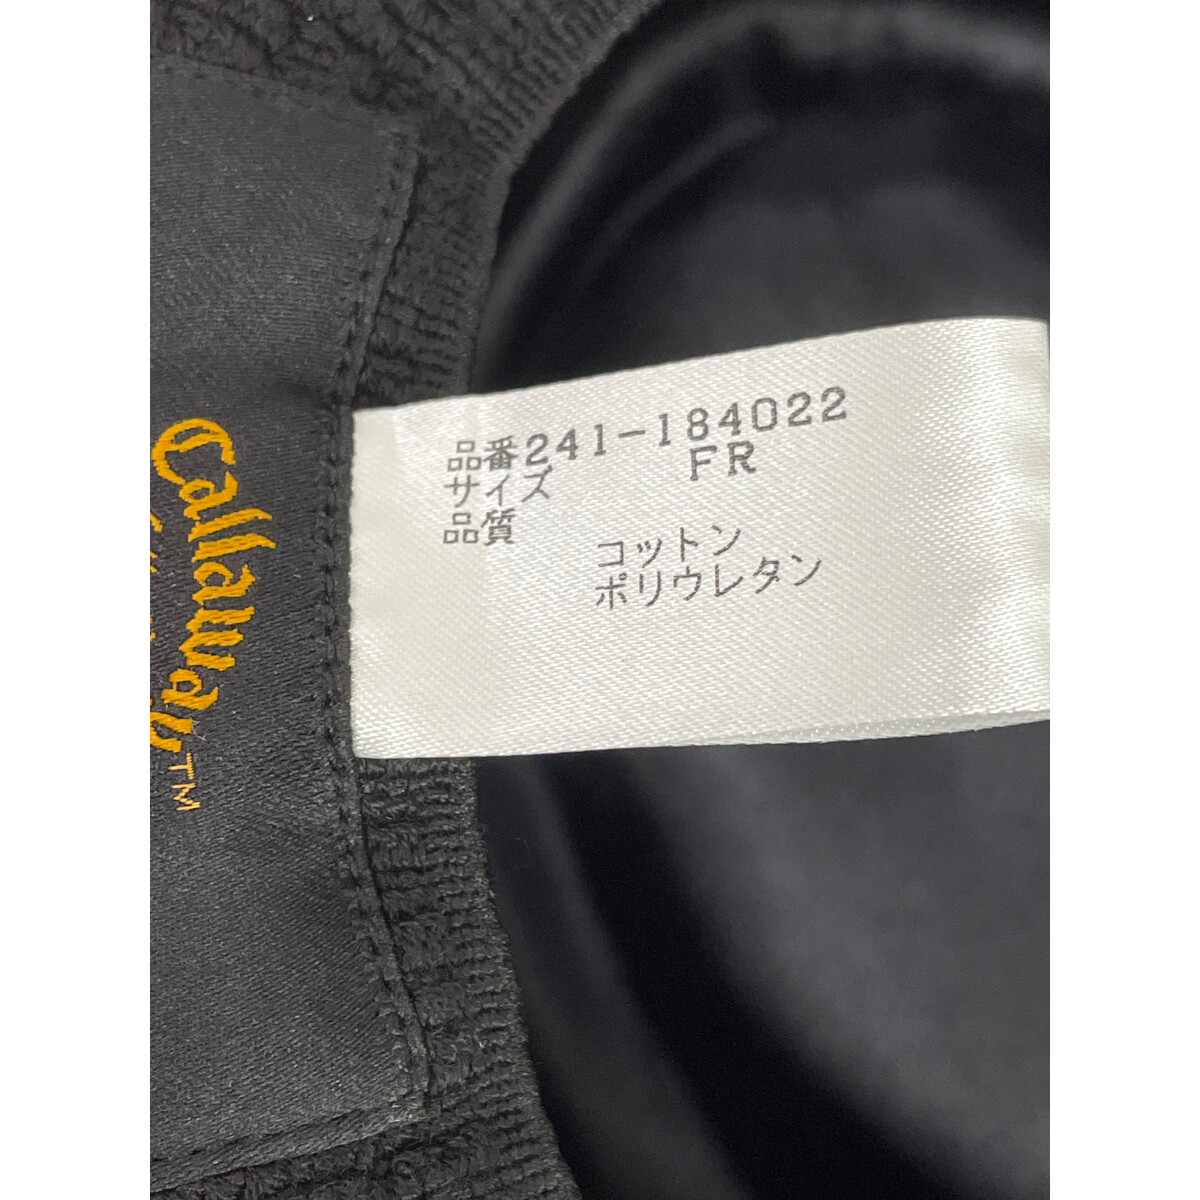 品番241-184022
サイズ FR
品質
コットン
ポリウレタン
Callaway™